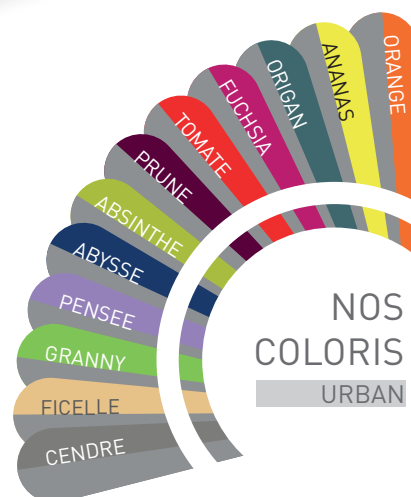 ORANGE
ANANAS
ORIGAN
FUCHSIA
TOMATE
PRUNE
ABSINTHE
ABYSSE
PENSEE
GRANNY
FICELLE
CENDRE
NOS
COLORIS
URBAN